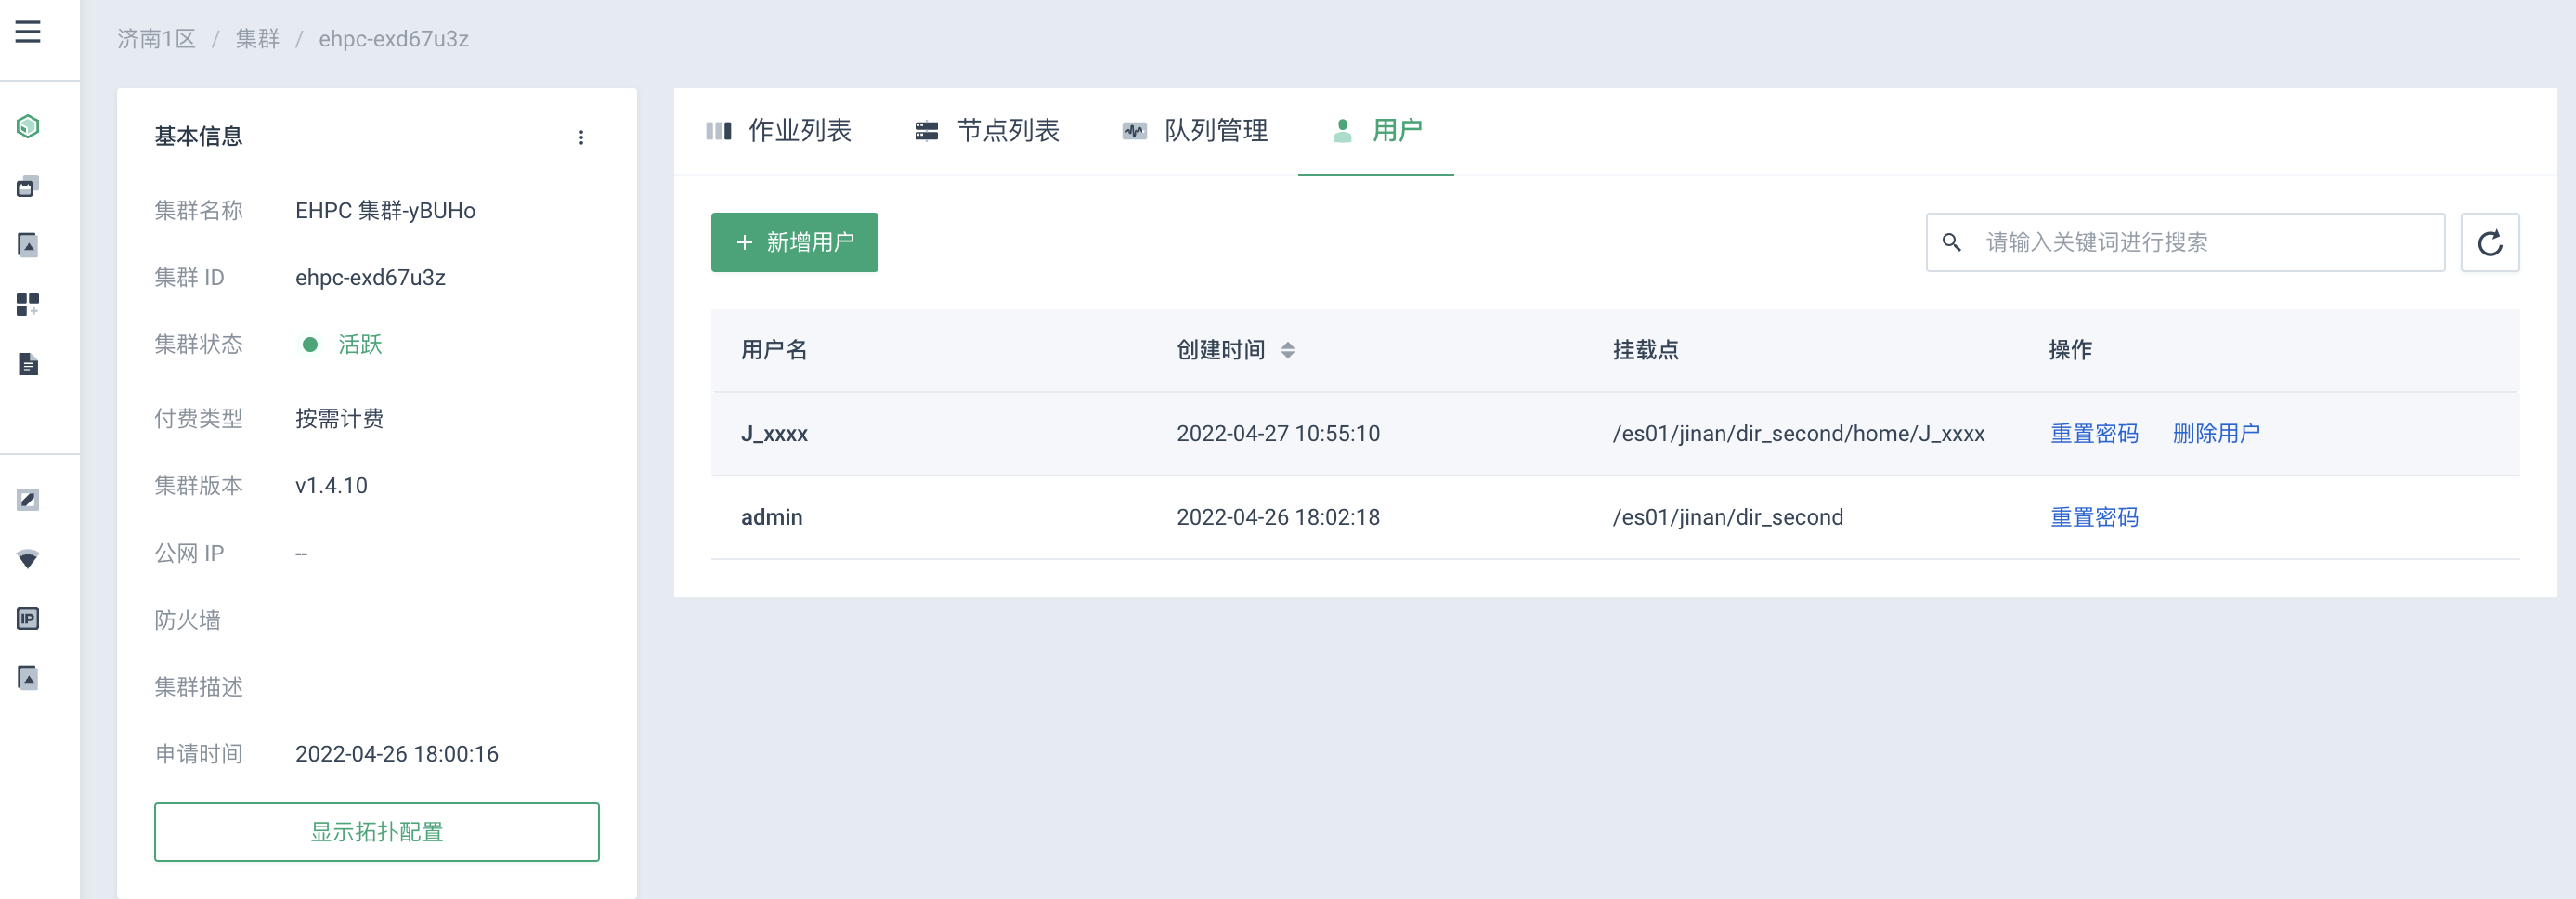 济南1区 / 集群 / ehpc-exd67u3z
基本信息
集群名称 EHPC 集群-yBUHo
集群 ID ehpc-exd67u3z
集群状态 活跃
付费类型 按需计费
集群版本 v1.4.10
公网 IP --
防火墙
集群描述
申请时间 2022-04-26 18:00:16
显示拓扑配置
作业列表 节点列表 队列管理 用户
+ 新增用户 请输入关键词进行搜索
用户名 创建时间 挂载点 操作
J_xxxx 2022-04-27 10:55:10 /es01/jinan/dir_second/home/J_xxxx 重置密码 删除用户
admin 2022-04-26 18:02:18 /es01/jinan/dir_second 重置密码
IP